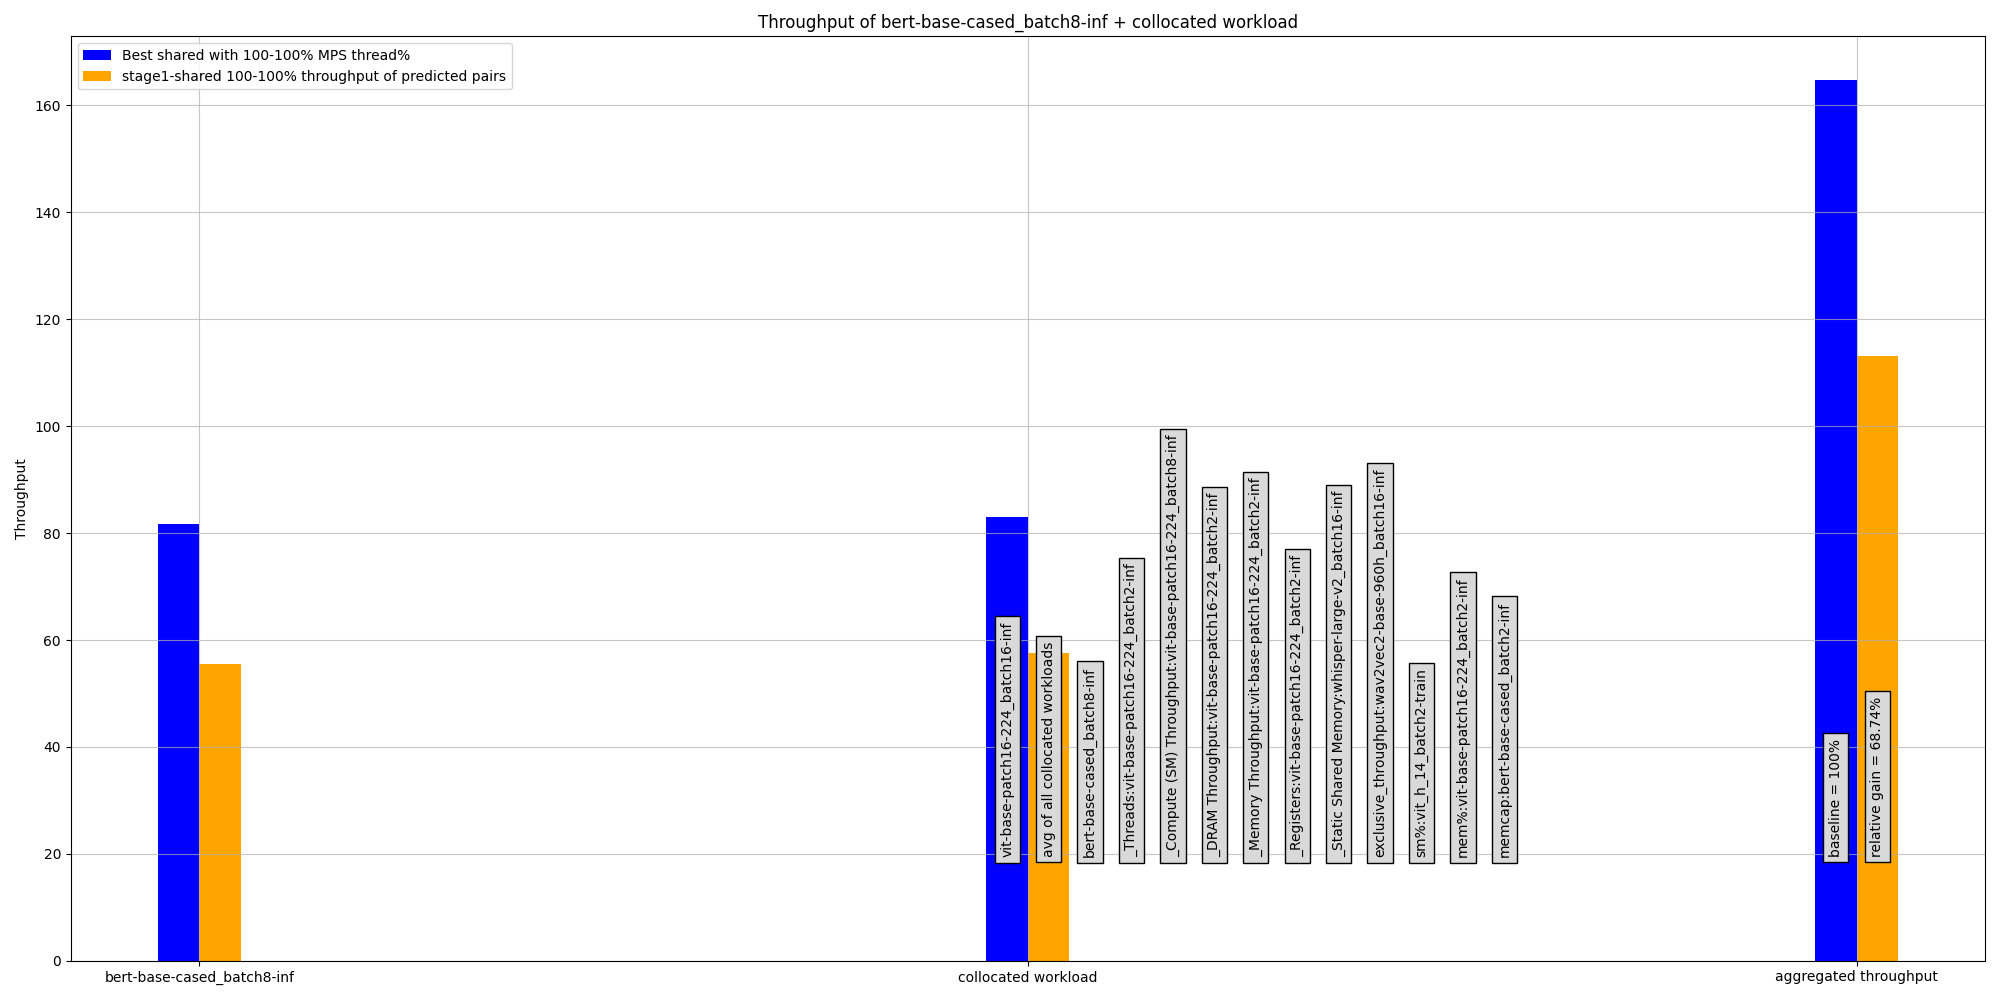 Throughput of bert-base-cased_batch8-inf + collocated workload
Best shared with 100-100% MPS thread%
stage1-shared 100-100% throughput of predicted pairs
Throughput
160
140
120
100
80
60
40
20
0
vit-base-patch16-224_batch16-inf
avg of all collocated workloads
bert-base-cased_batch8-inf
_Threads:vit-base-patch16-224_batch2-inf
_Compute (SM) Throughput:vit-base-patch16-224_batch8-inf
_DRAM Throughput:vit-base-patch16-224_batch2-inf
_Memory Throughput:vit-base-patch16-224_batch2-inf
_Registers:vit-base-patch16-224_batch2-inf
_Static Shared Memory:whisper-large-v2_batch16-inf
exclusive_throughput:wav2vec2-base-960h_batch16-inf
sm%:vit_h_14_batch2-train
mem%:vit-base-patch16-224_batch2-inf
memcap:bert-base-cased_batch2-inf
baseline = 100%
relative gain = 68.74%
bert-base-cased_batch8-inf
collocated workload
aggregated throughput